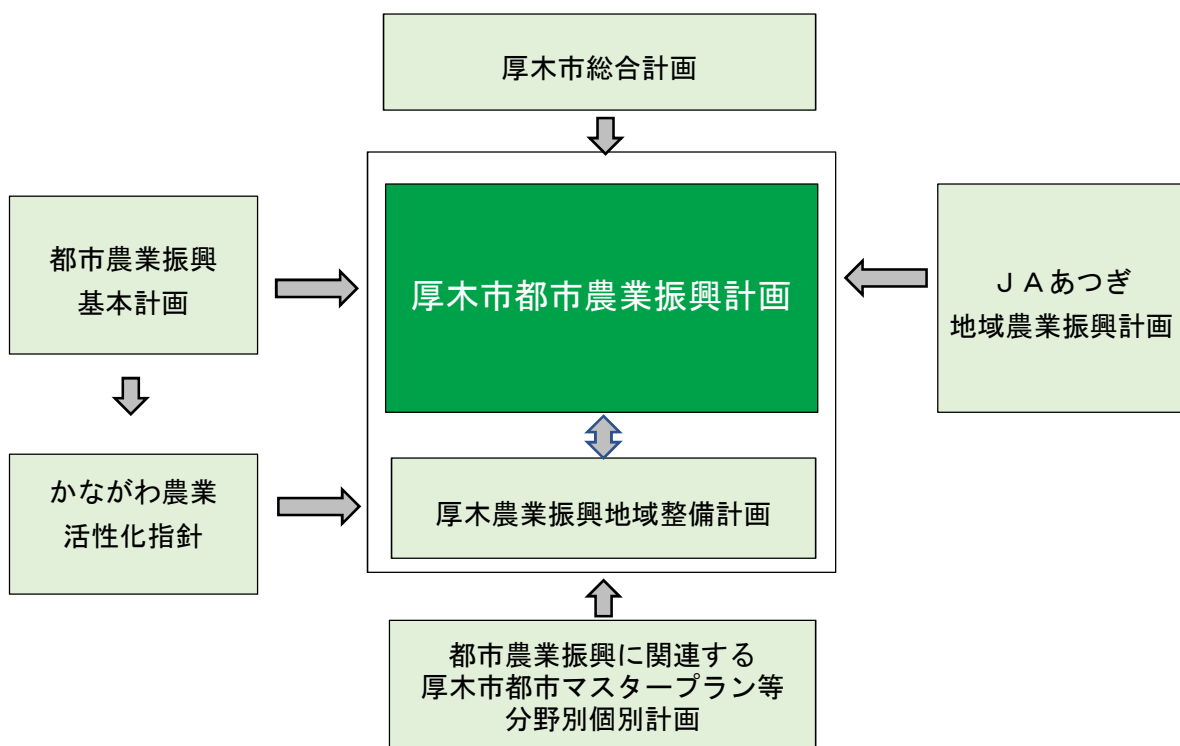 厚木市総合計画
都市農業振興
基本計画
厚木市都市農業振興計画
ＪＡあつぎ
地域農業振興計画
かながわ農業
活性化指針
厚木農業振興地域整備計画
都市農業振興に関連する
厚木市都市マスタープラン等
分野別個別計画